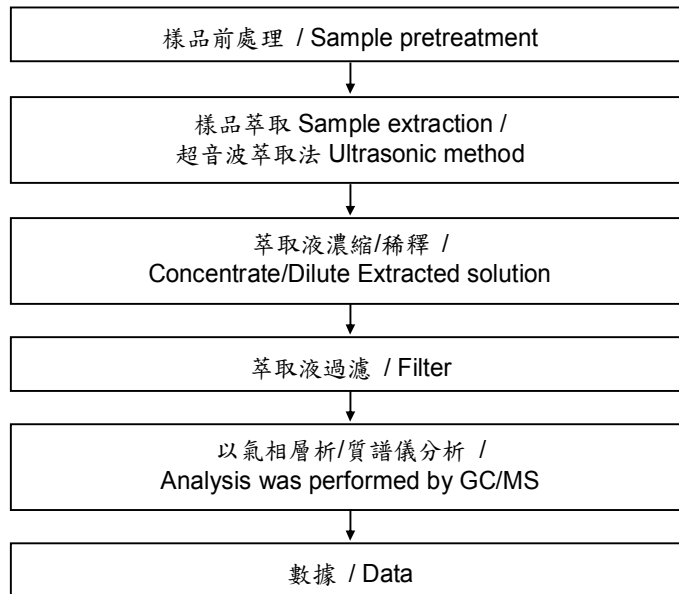 樣品前處理 / Sample pretreatment
樣品萃取 Sample extraction /
超音波萃取法 Ultrasonic method
萃取液濃縮/稀釋 /
Concentrate/Dilute Extracted solution
萃取液過濾 / Filter
以氣相層析/質譜儀分析 /
Analysis was performed by GC/MS
數據 / Data